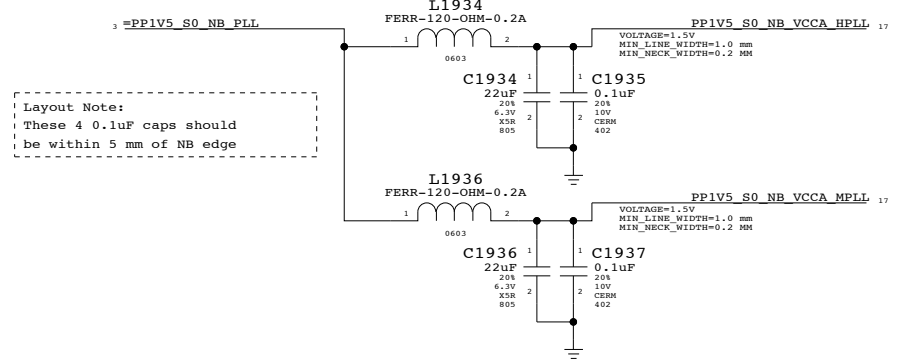 L1934
FERR-120-OHM-0.2A
3 =PP1V5_S0_NB_PLL
1 2
0603
PP1V5_S0_NB_VCCA_HPLL 17
VOLTAGE=1.5V
MIN_LINE_WIDTH=1.0 mm
MIN_NECK_WIDTH=0.2 MM
C1934
22uF
20%
6.3V
X5R
805
1
2
1
2
C1935
0.1uF
20%
10V
CERM
402
Layout Note:
These 4 0.1uF caps should
be within 5 mm of NB edge
L1936
FERR-120-OHM-0.2A
1 2
0603
PP1V5_S0_NB_VCCA_MPLL 17
VOLTAGE=1.5V
MIN_LINE_WIDTH=1.0 mm
MIN_NECK_WIDTH=0.2 MM
C1936
22uF
20%
6.3V
X5R
805
1
2
1
2
C1937
0.1uF
20%
10V
CERM
402